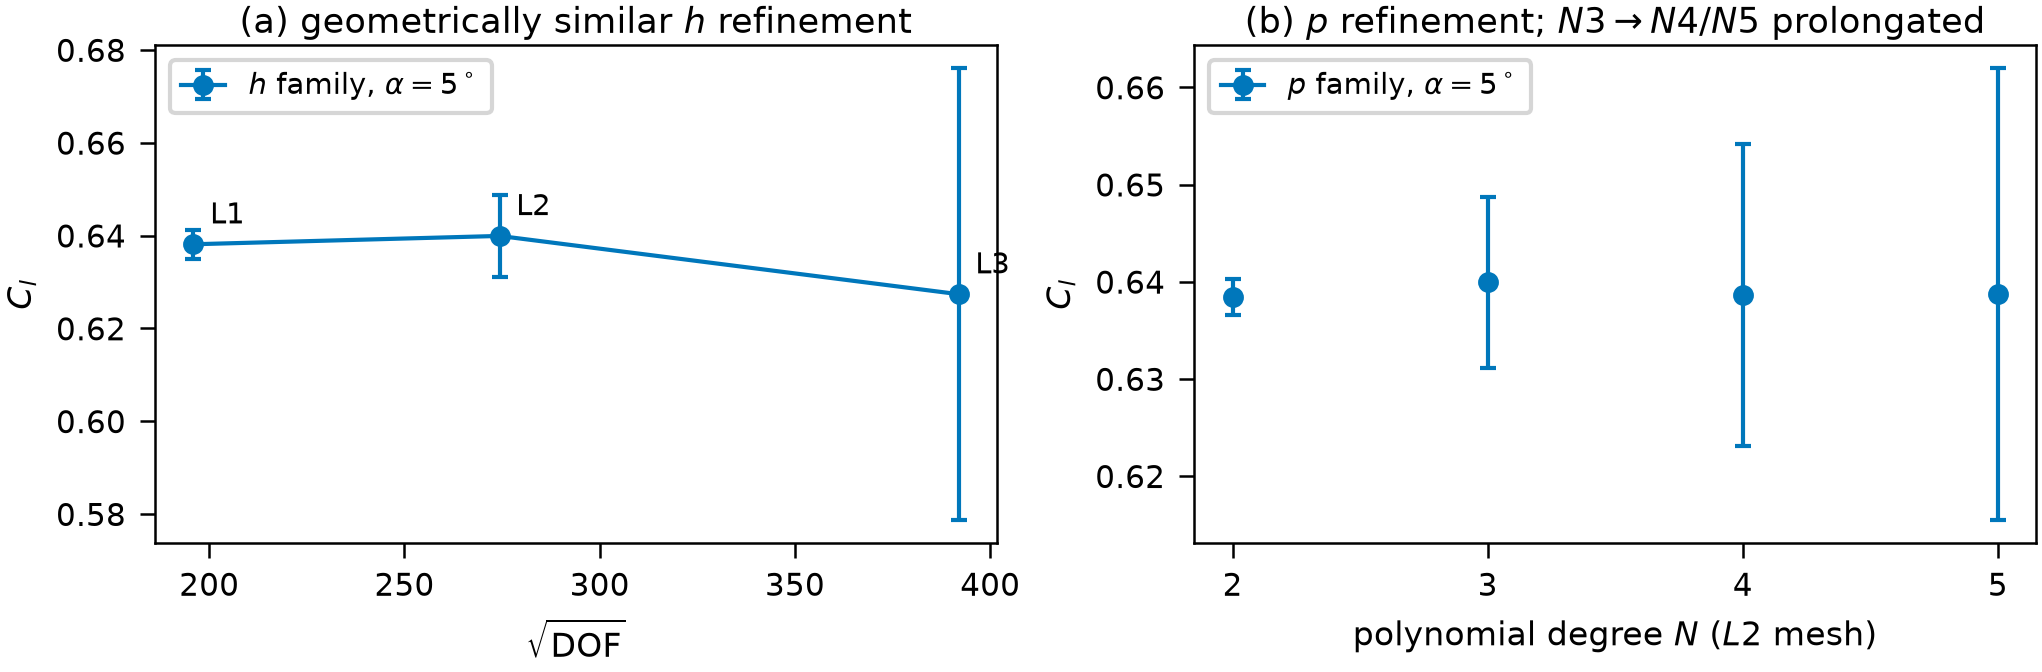 (a) geometrically similar h refinement
h family, α = 5°
0.68
0.66
0.64
0.62
0.60
0.58
C_l
L1
L2
L3
200
250
300
350
400
√DOF
(b) p refinement; N3→N4/N5 prolongated
p family, α = 5°
0.66
0.65
0.64
0.63
0.62
C_l
2
3
4
5
polynomial degree N (L2 mesh)